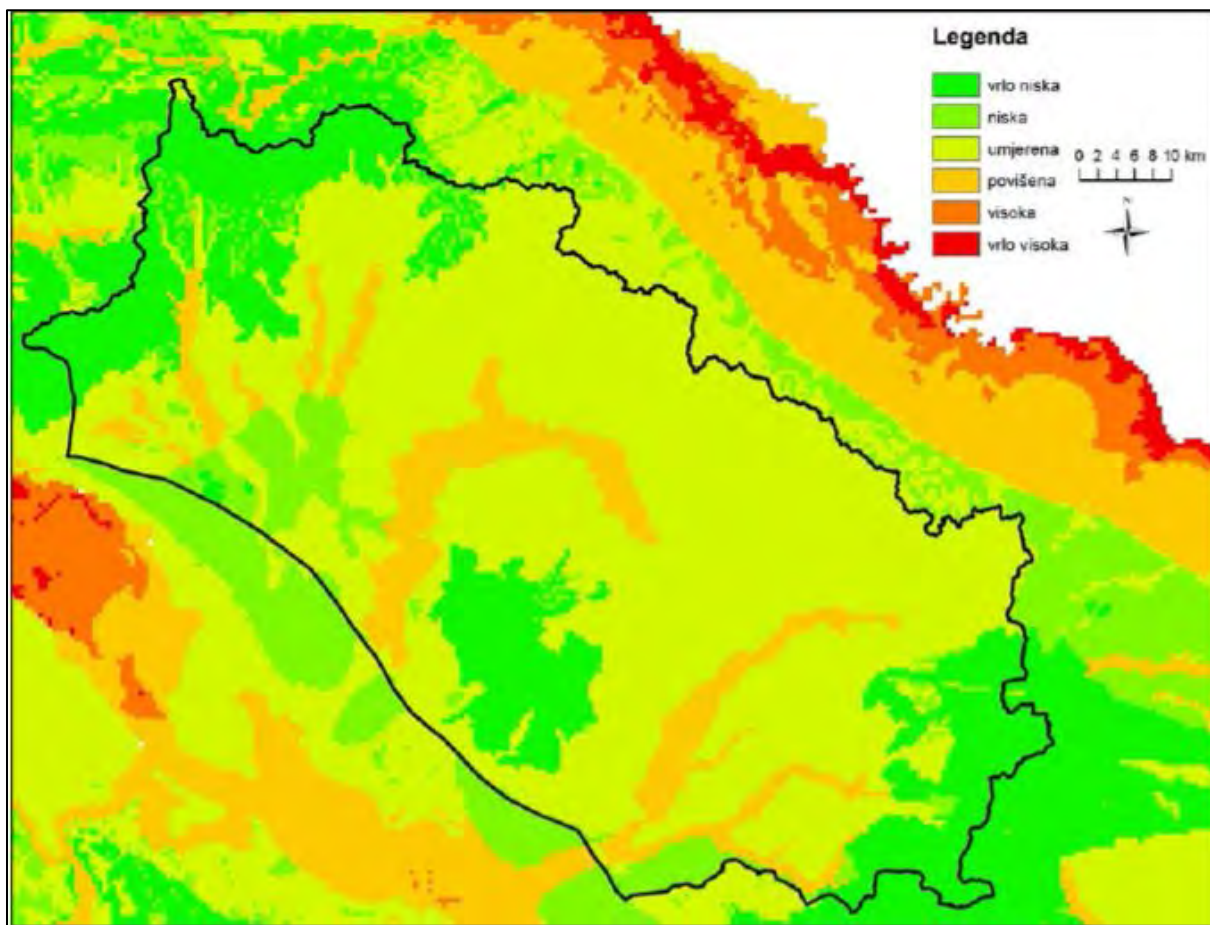 Legenda
vrlo niska
niska
umjerena
povišena
visoka
vrlo visoka
0 2 4 6 8 10 km
N